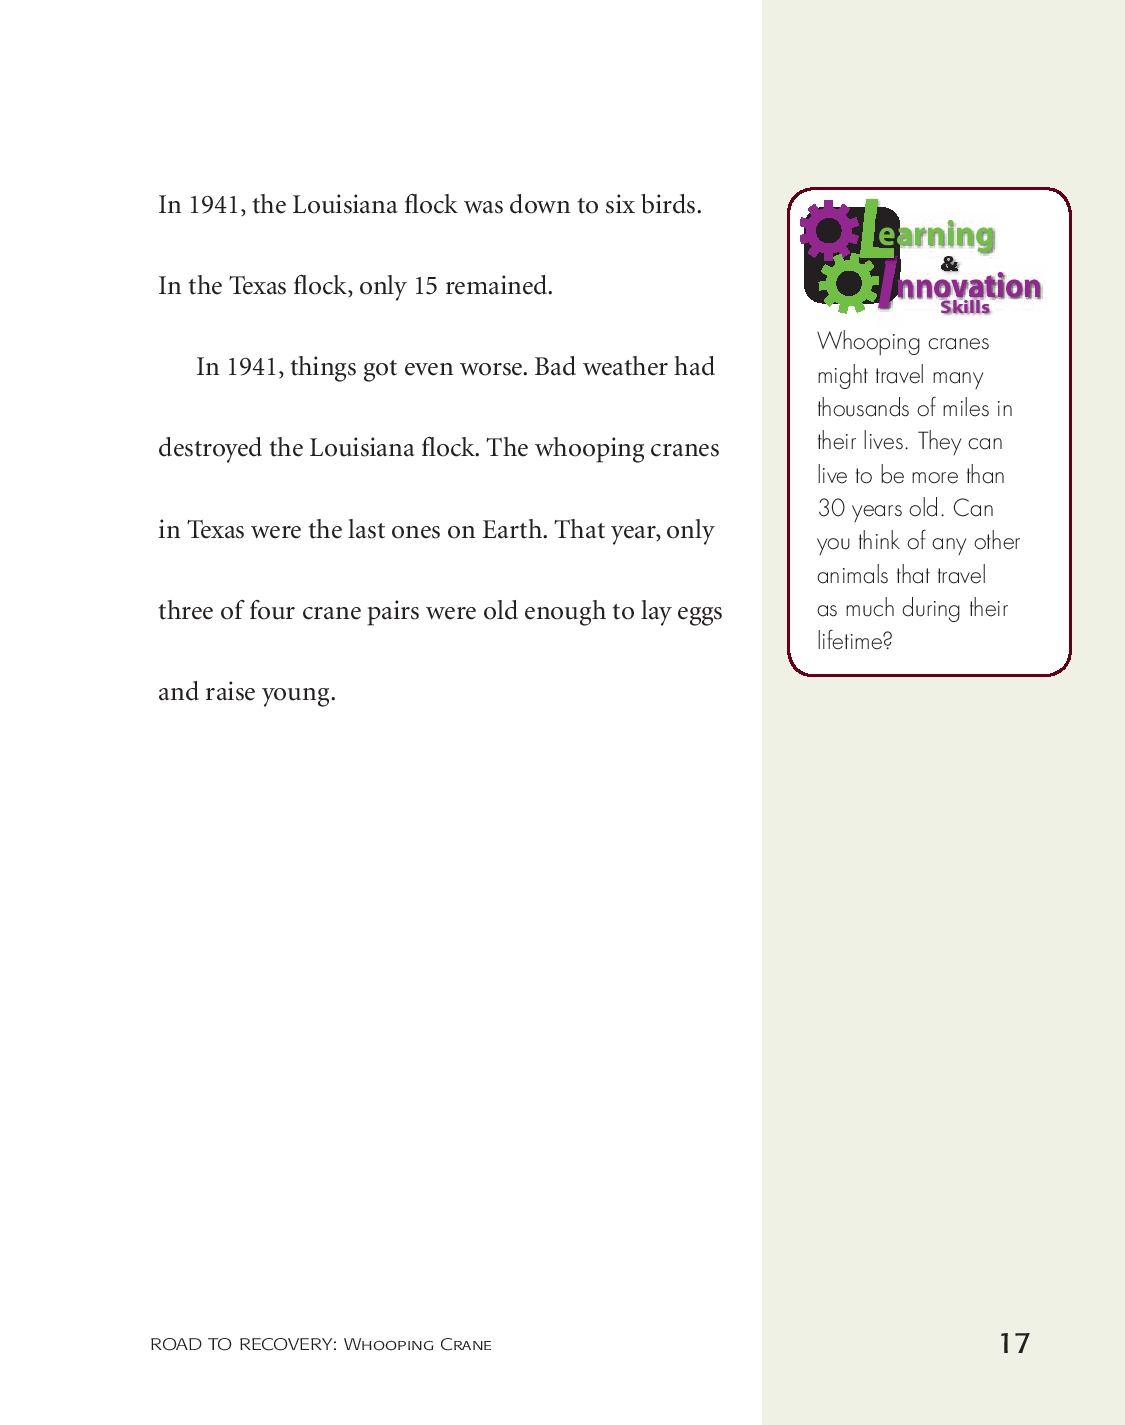 In 1941, the Louisiana flock was down to six birds.
In the Texas flock, only 15 remained.
In 1941, things got even worse. Bad weather had
destroyed the Louisiana flock. The whooping cranes
in Texas were the last ones on Earth. That year, only
three of four crane pairs were old enough to lay eggs
and raise young.
Learning
&
Innovation
Skills
Whooping cranes
might travel many
thousands of miles in
their lives. They can
live to be more than
30 years old. Can
you think of any other
animals that travel
as much during their
lifetime?
ROAD TO RECOVERY: WHOOPING CRANE
17